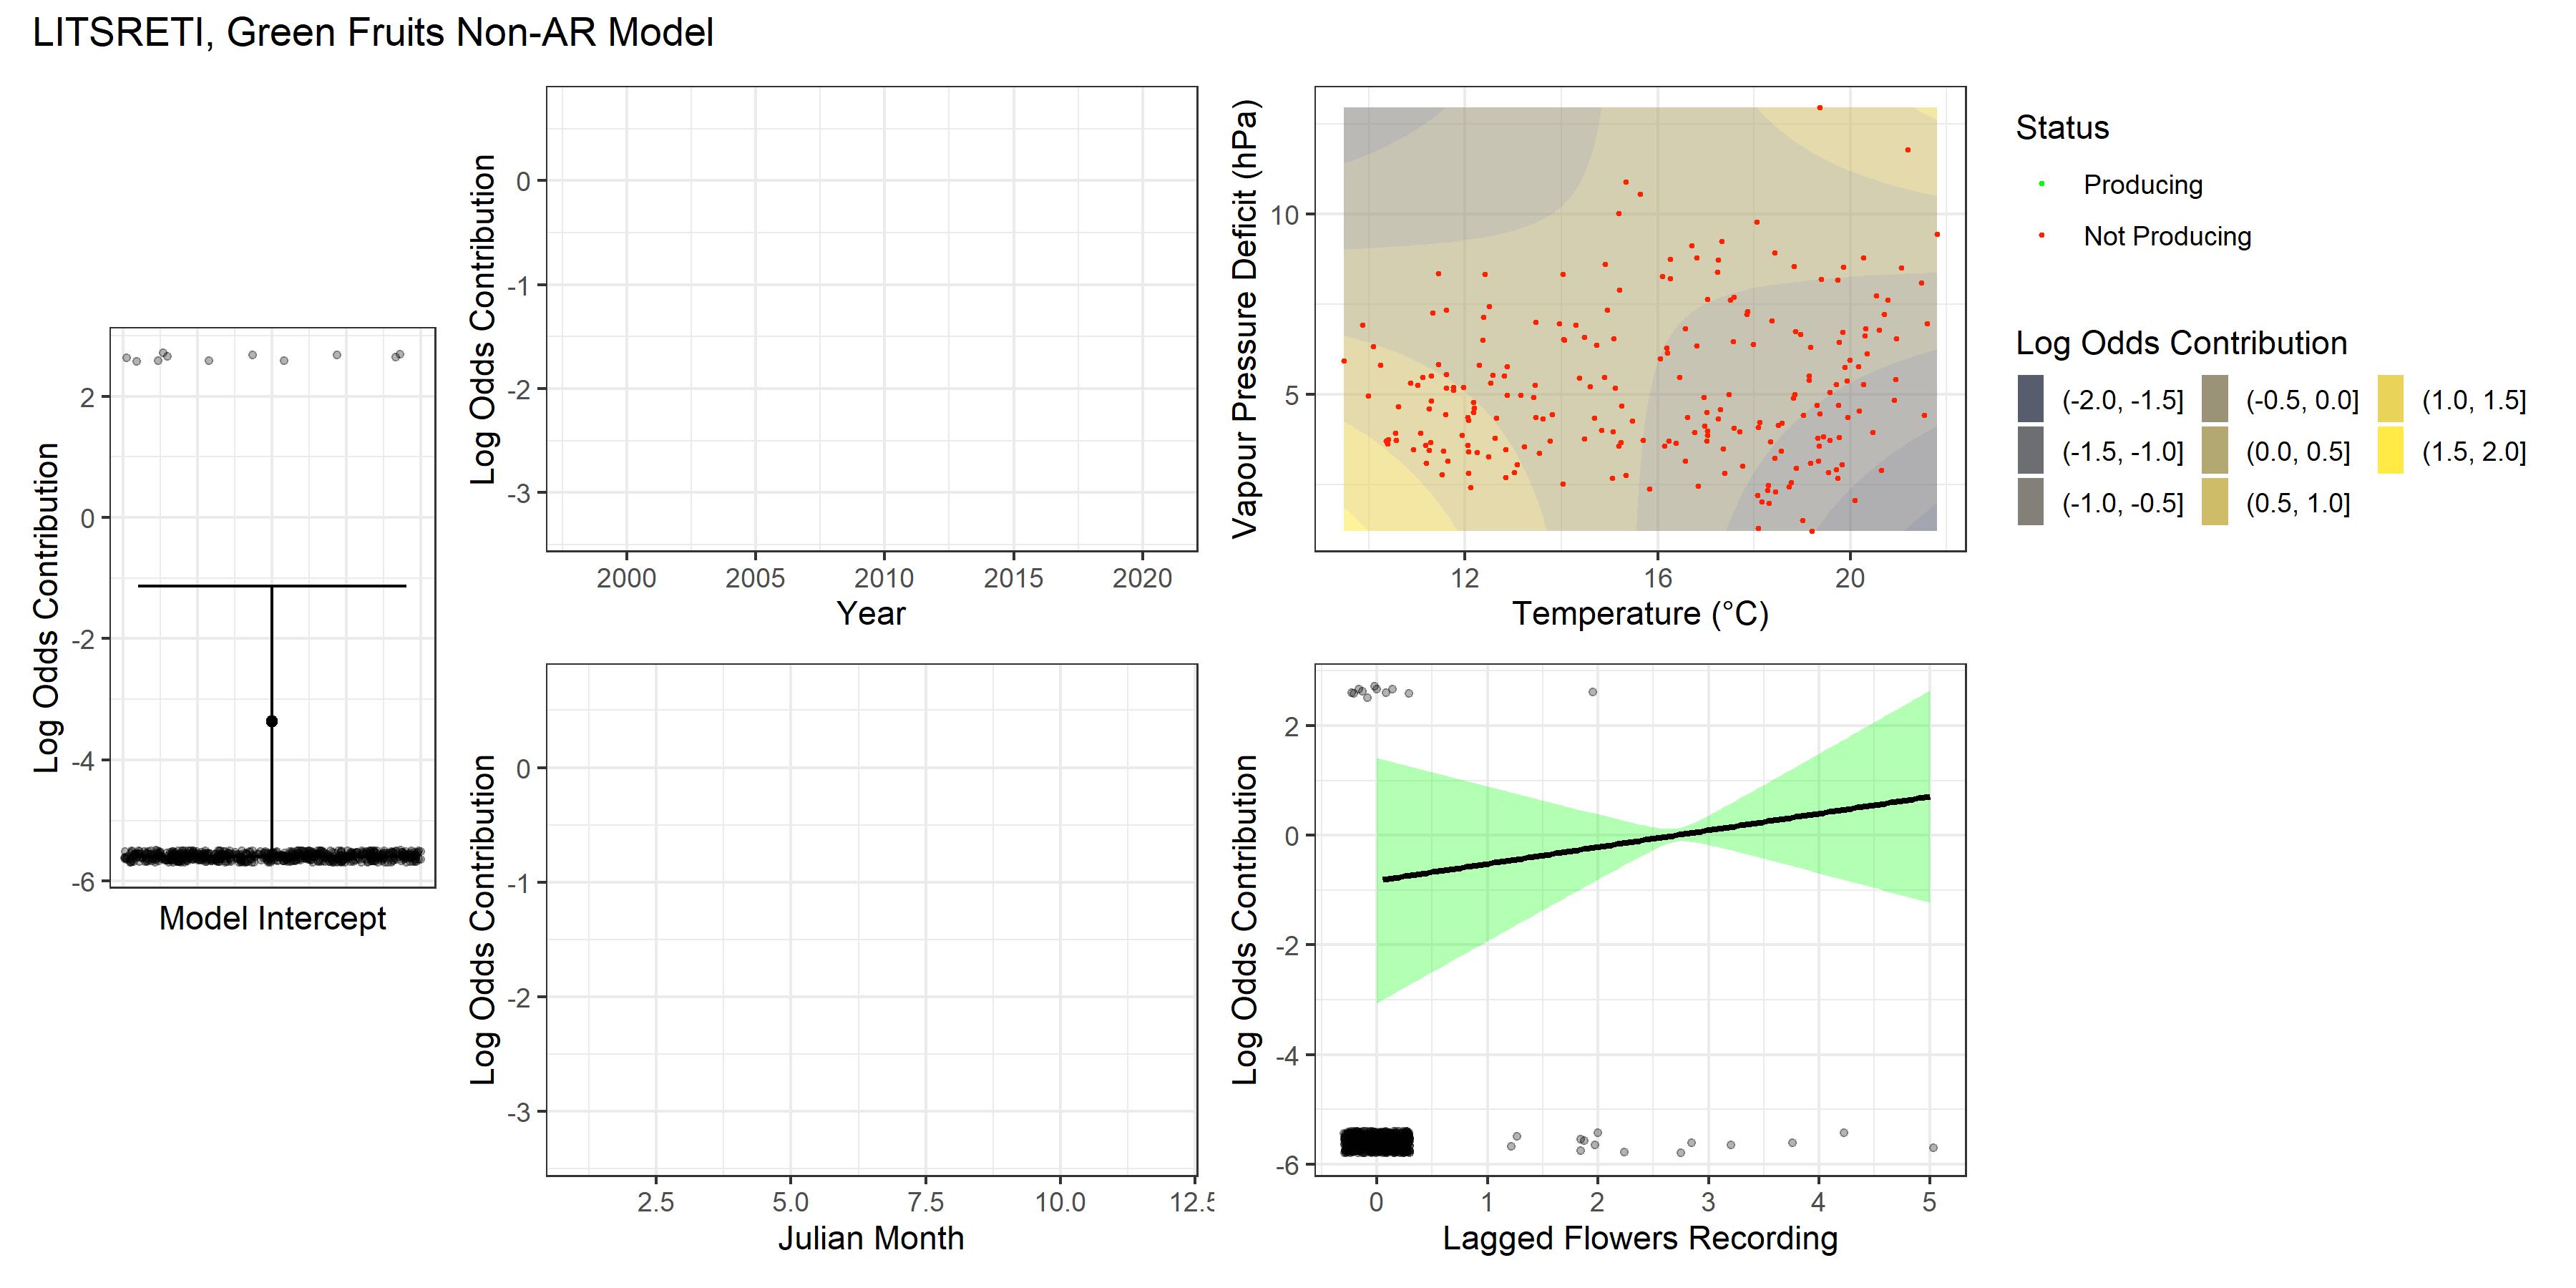 LITSRETI, Green Fruits Non-AR Model
Log Odds Contribution
2
0
-2
-4
-6
Model Intercept
Log Odds Contribution
0
-1
-2
-3
2000 2005 2010 2015 2020
Year
Vapour Pressure Deficit (hPa)
10
5
12 16 20
Temperature (°C)
Status
Producing
Not Producing
Log Odds Contribution
(-2.0, -1.5] (-0.5, 0.0] (1.0, 1.5]
(-1.5, -1.0] (0.0, 0.5] (1.5, 2.0]
(-1.0, -0.5] (0.5, 1.0]
Log Odds Contribution
0
-1
-2
-3
2.5 5.0 7.5 10.0 12.5
Julian Month
Log Odds Contribution
2
0
-2
-4
-6
0 1 2 3 4 5
Lagged Flowers Recording